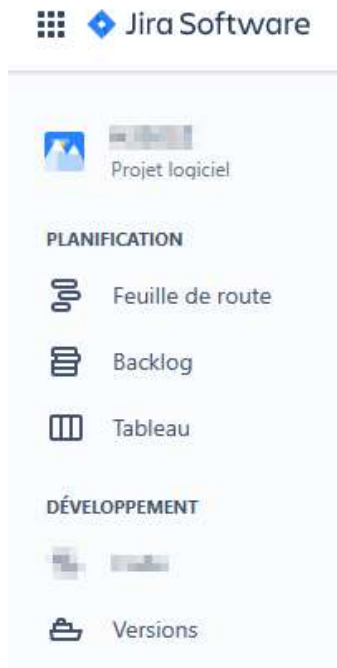 Jira Software
Projet logiciel
PLANIFICATION
Feuille de route
Backlog
Tableau
DÉVELOPPEMENT
Versions